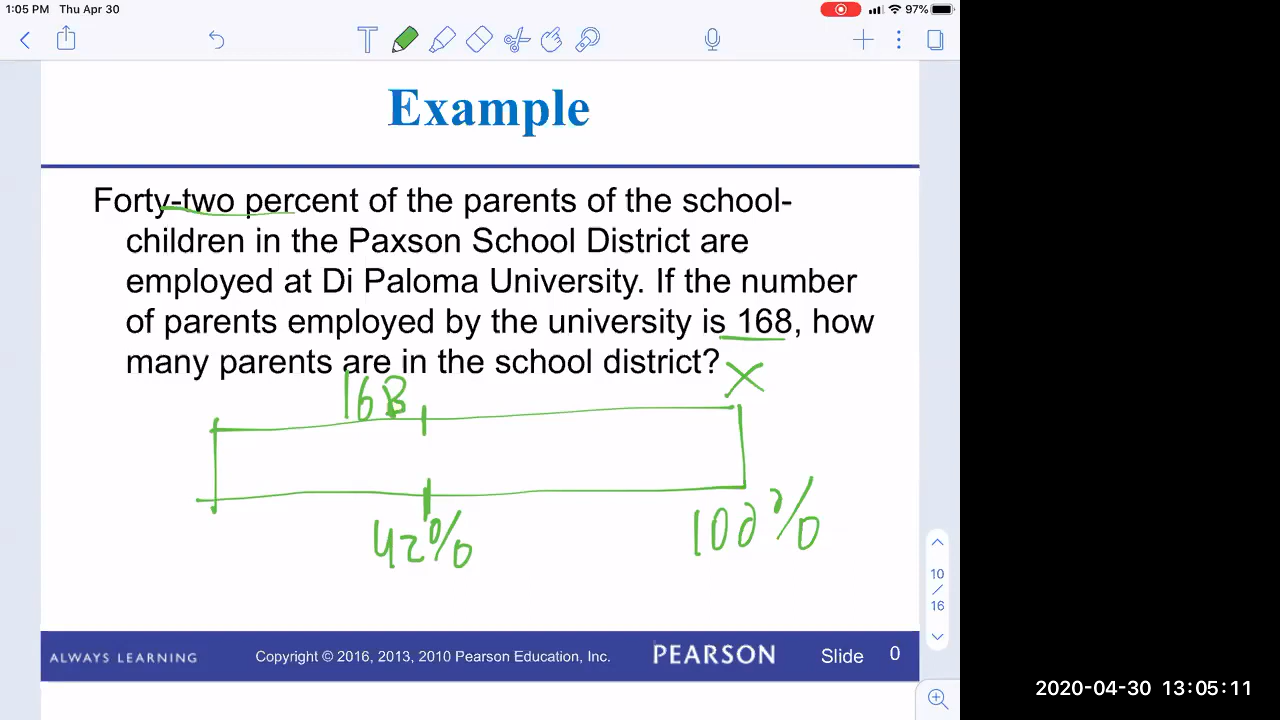 1:05 PM Thu Apr 30
97%
T
Example
Forty-two percent of the parents of the school-
children in the Paxson School District are
employed at Di Paloma University. If the number
of parents employed by the university is 168, how
many parents are in the school district?
168
X
42%
100%
10
/
16
ALWAYS LEARNING
Copyright © 2016, 2013, 2010 Pearson Education, Inc.
PEARSON
Slide 0
2020-04-30 13:05:11